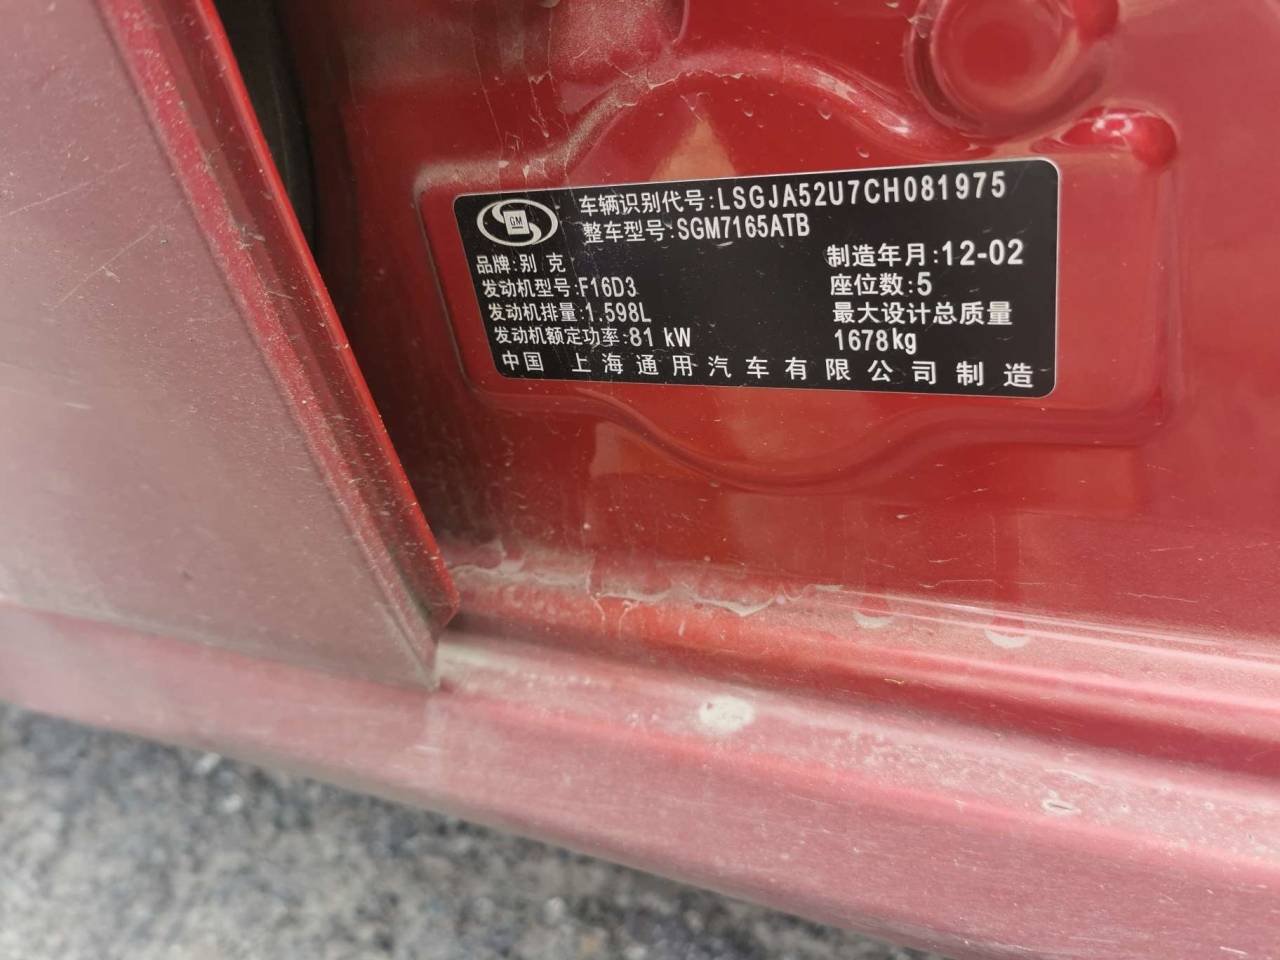 GM
车辆识别代号:LSGJA52U7CH081975
整车型号:SGM7165ATB
品牌:别克
制造年月:12-02
发动机型号:F16D3
座位数:5
发动机排量:1.598L
最大设计总质量
发动机额定功率:81 kW
1678kg
中国 上海通用汽车有限公司制造